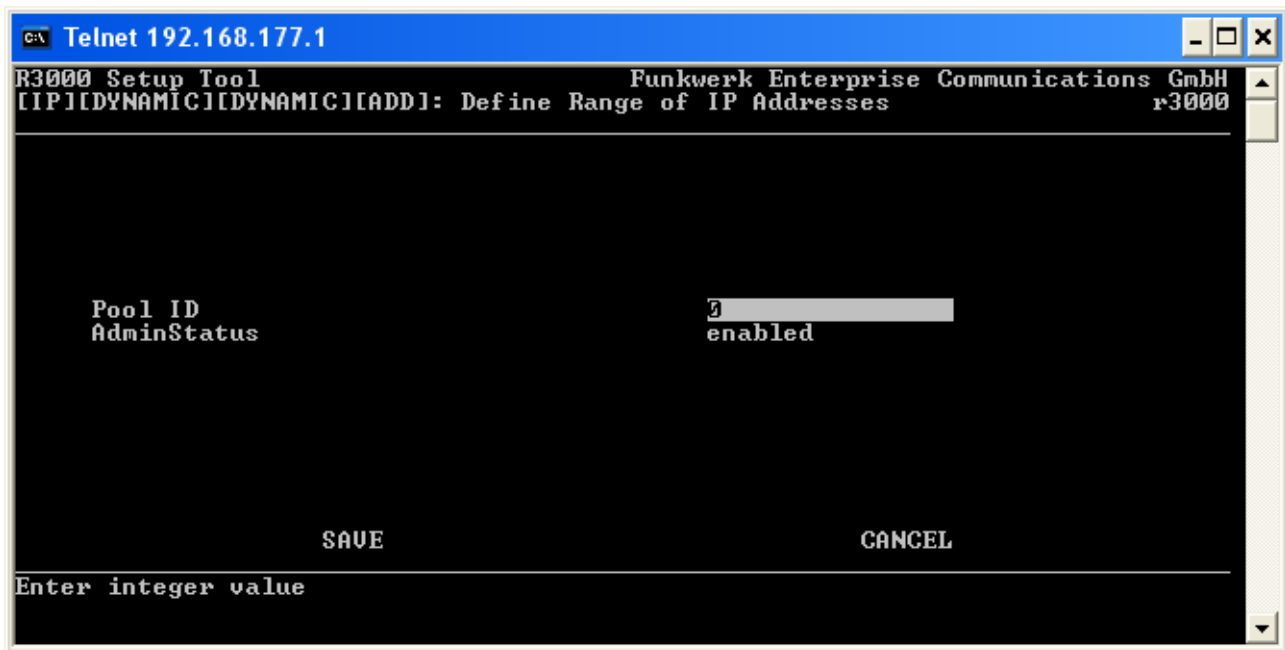 Telnet 192.168.177.1
R3000 Setup Tool Funkwerk Enterprise Communications GmbH
[IP][DYNAMIC][DYNAMIC][ADD]: Define Range of IP Addresses r3000
Pool ID 0
AdminStatus enabled
SAVE CANCEL
Enter integer value